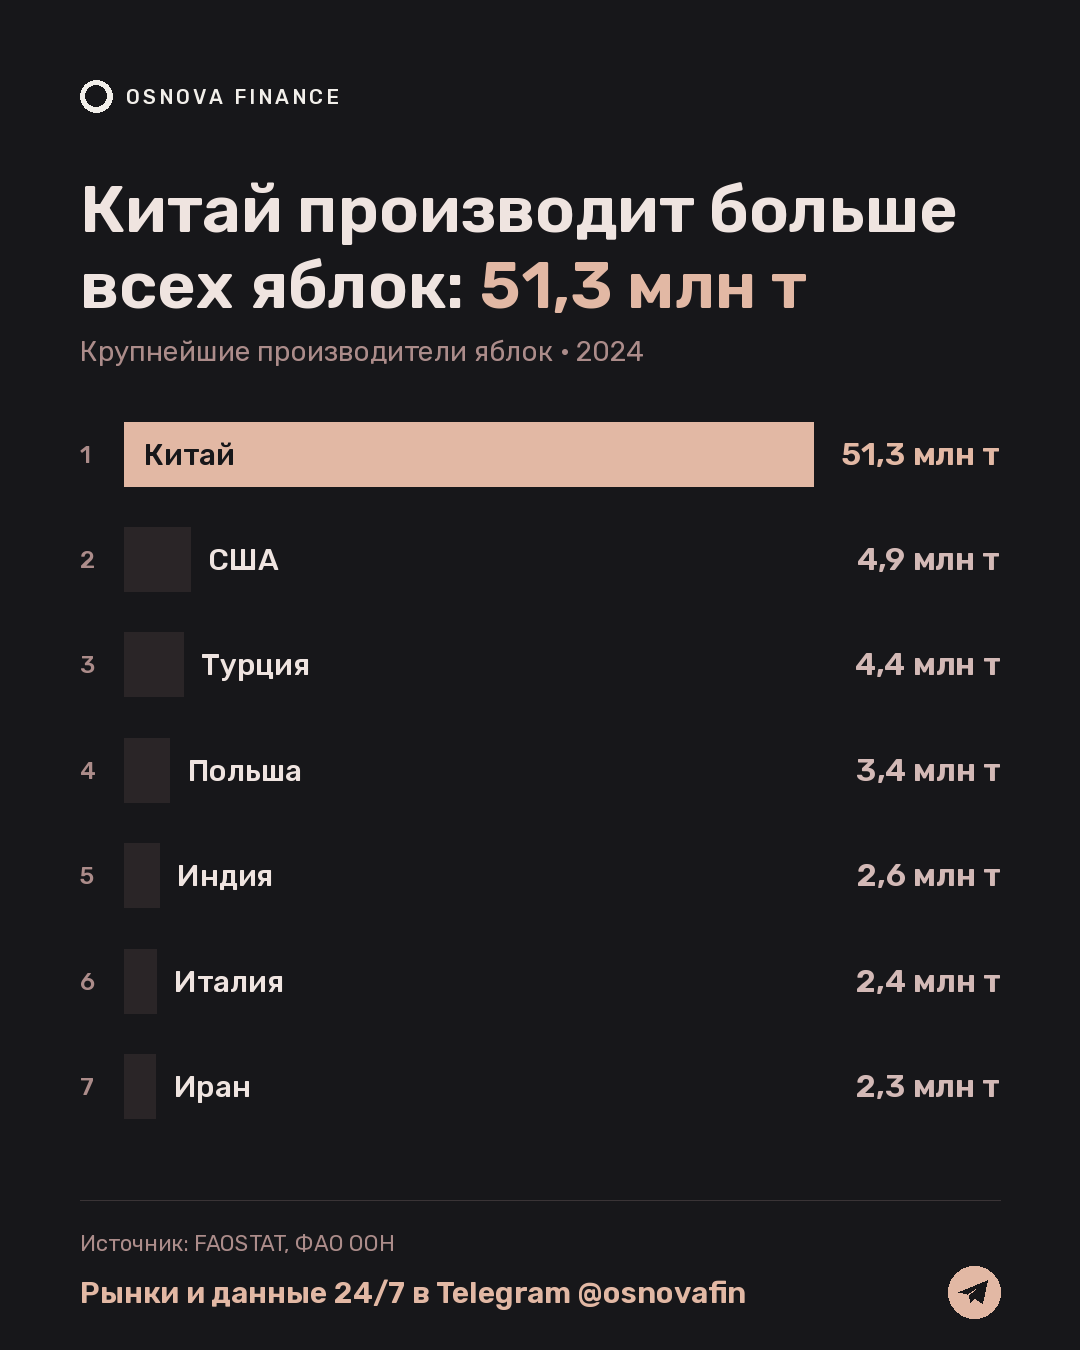 OSNOVA FINANCE
Китай производит больше
всех яблок: 51,3 млн т
Крупнейшие производители яблок • 2024
1 Китай 51,3 млн т
2 США 4,9 млн т
3 Турция 4,4 млн т
4 Польша 3,4 млн т
5 Индия 2,6 млн т
6 Италия 2,4 млн т
7 Иран 2,3 млн т
Источник: FAOSTAT, ФАО ООН
Рынки и данные 24/7 в Telegram @osnovafin